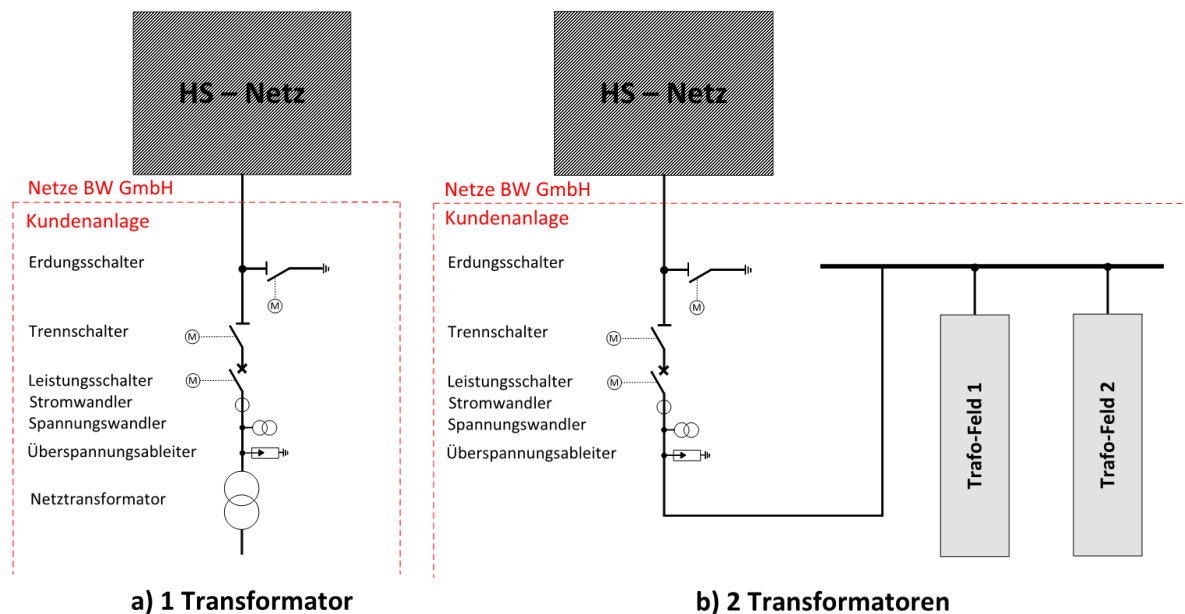 HS – Netz
Netze BW GmbH
Kundenanlage
Erdungsschalter
M
Trennschalter
M
Leistungsschalter
M
Stromwandler
Spannungswandler
Überspannungsableiter
Netztransformator
a) 1 Transformator
HS – Netz
Netze BW GmbH
Kundenanlage
Erdungsschalter
M
Trennschalter
M
Leistungsschalter
M
Stromwandler
Spannungswandler
Überspannungsableiter
Trafo-Feld 1
Trafo-Feld 2
b) 2 Transformatoren